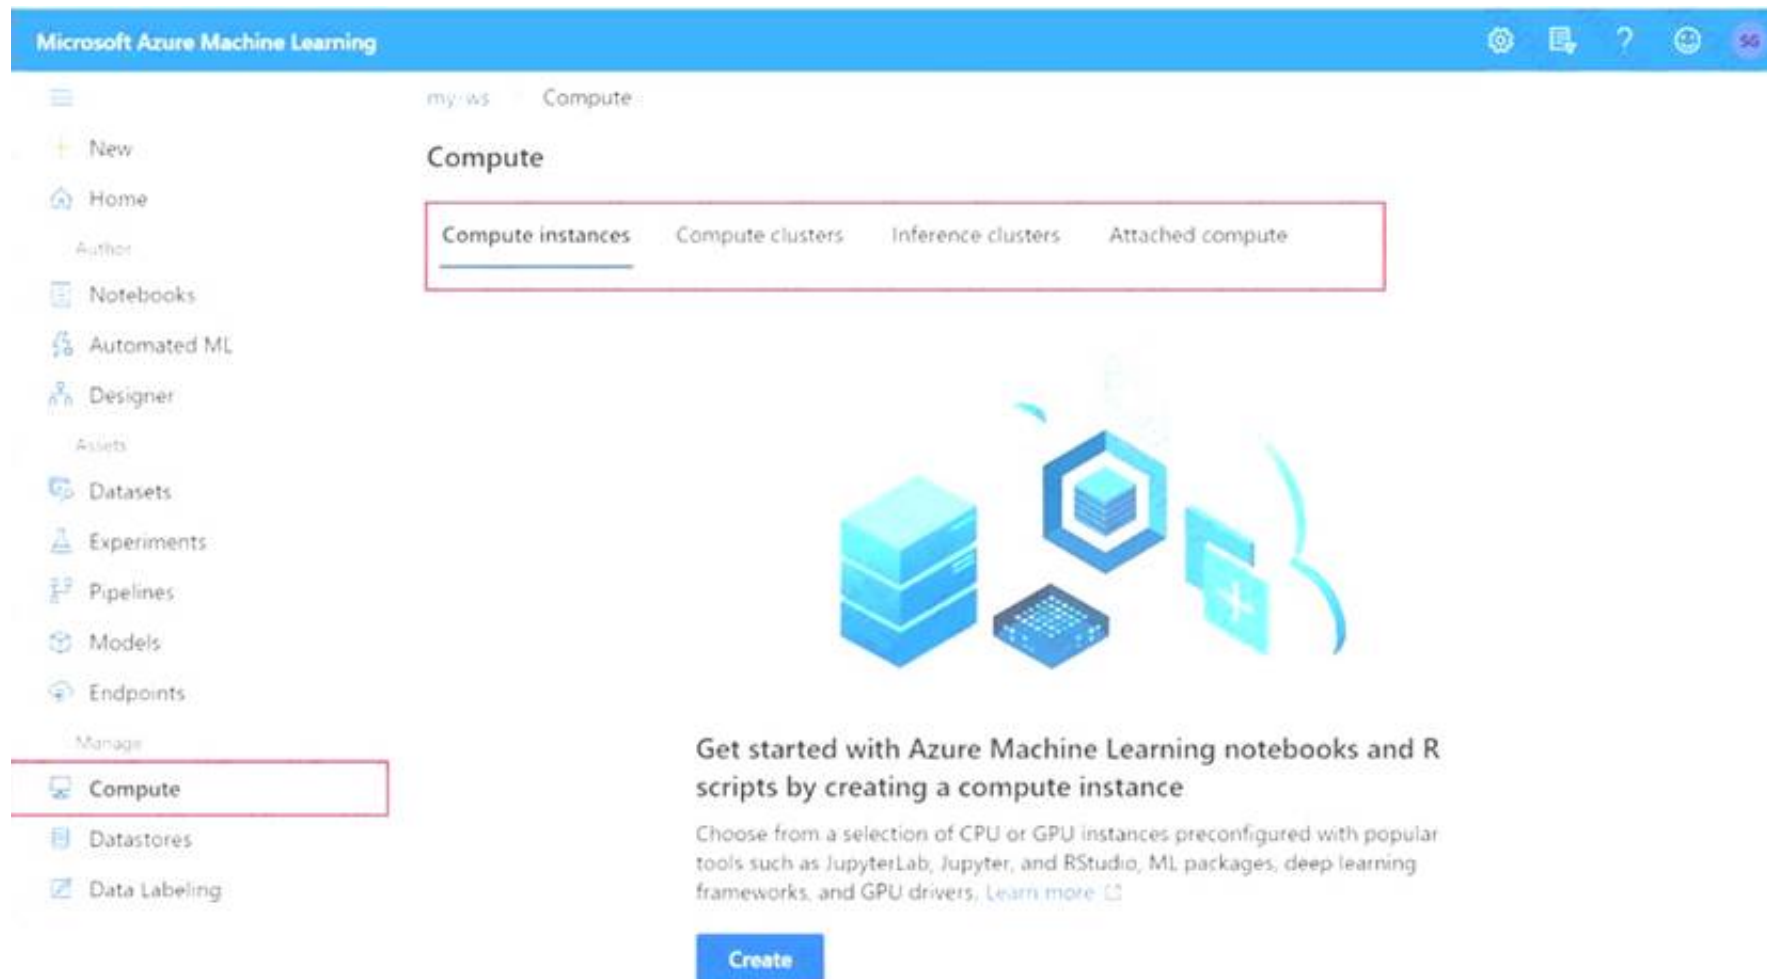 Microsoft Azure Machine Learning
SG
my-ws
Compute
New
Home
Author
Notebooks
Automated ML
Designer
Assets
Datasets
Experiments
Pipelines
Models
Endpoints
Manage
Compute
Datastores
Data Labeling
Compute
Compute instances Compute clusters Inference clusters Attached compute
Get started with Azure Machine Learning notebooks and R
scripts by creating a compute instance
Choose from a selection of CPU or GPU instances preconfigured with popular
tools such as JupyterLab, Jupyter, and RStudio, ML packages, deep learning
frameworks, and GPU drivers. Learn more
Create